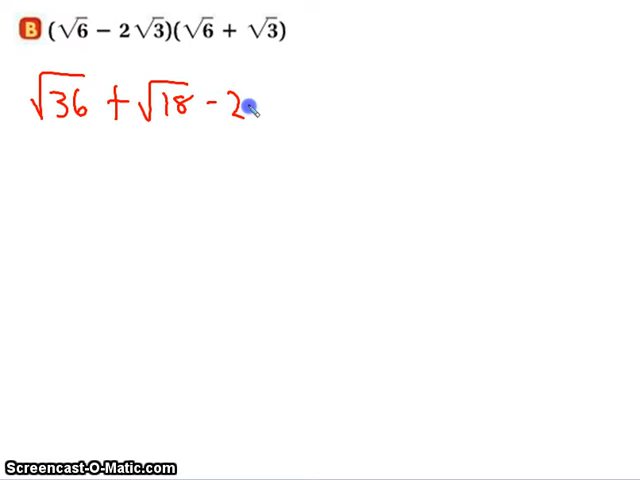 B (√6 − 2√3)(√6 + √3)
√36 + √18 - 2
Screencast-O-Matic.com